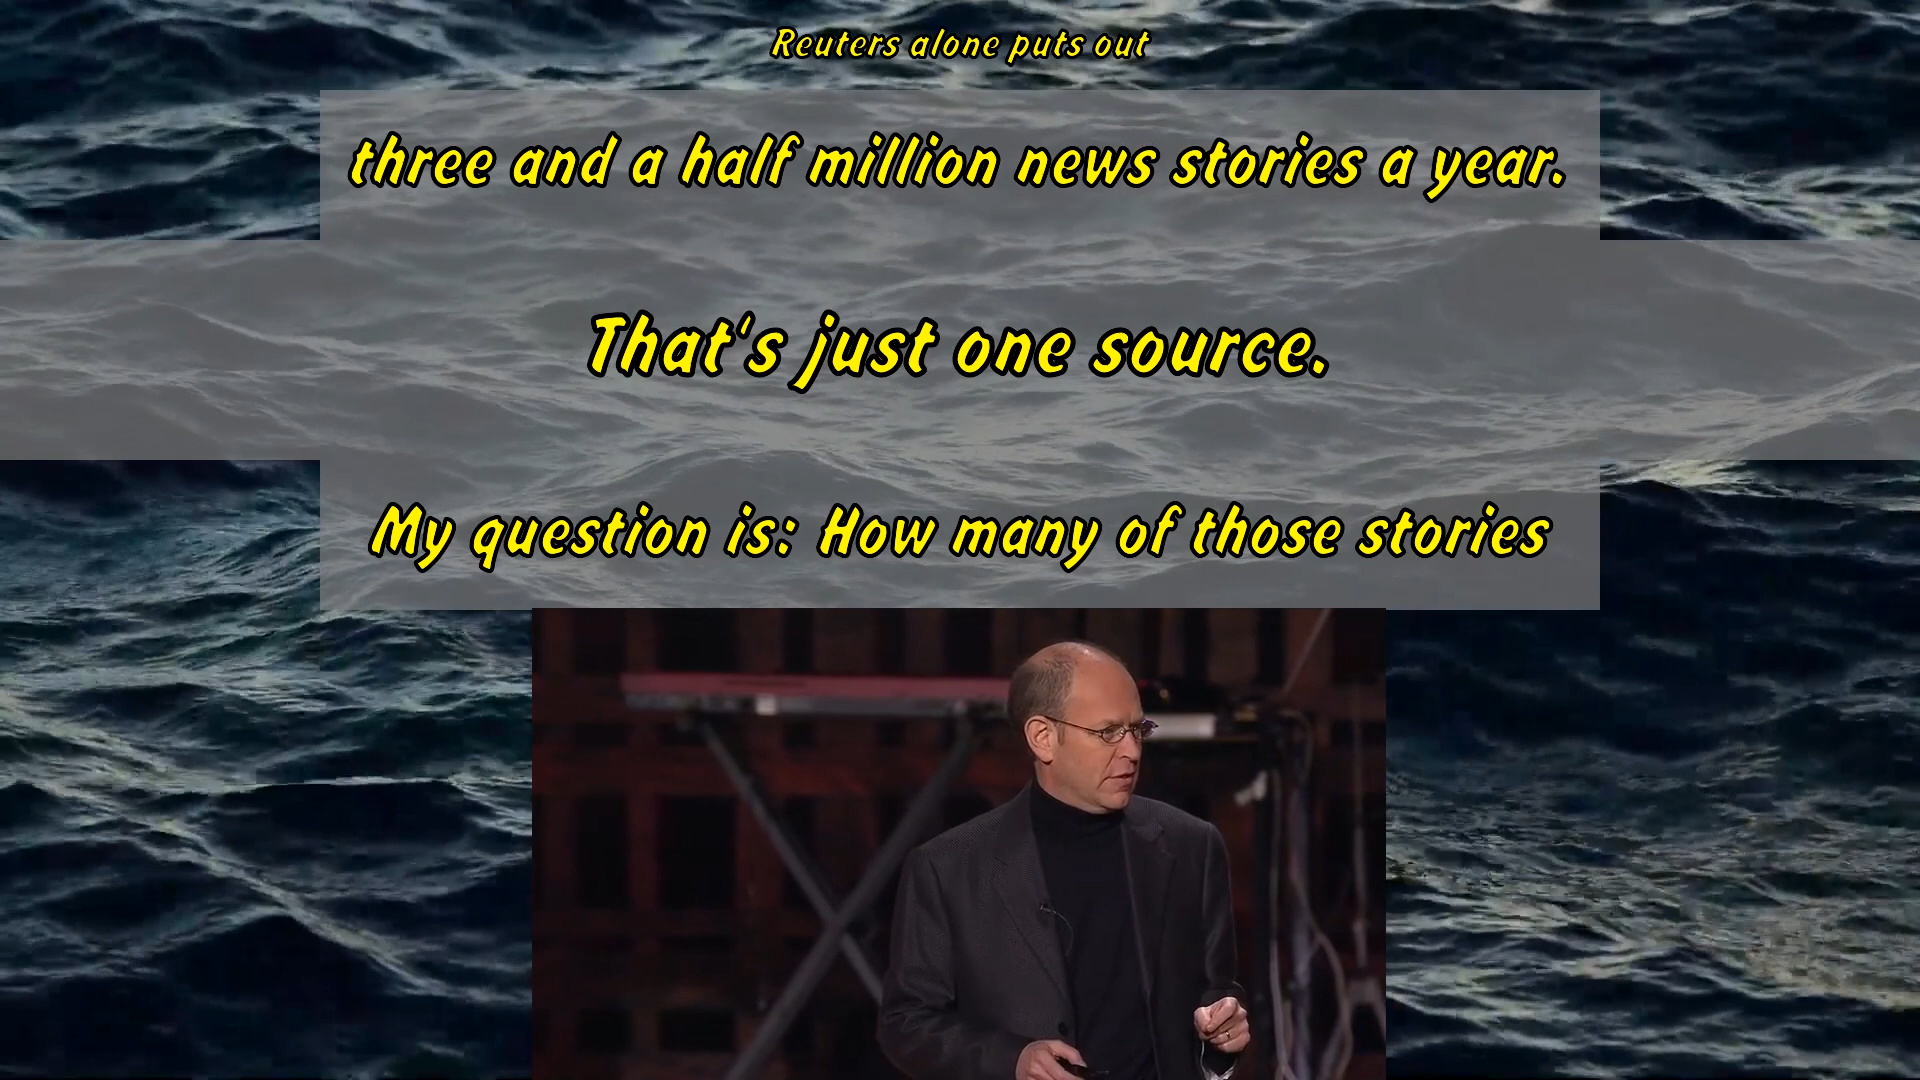 Reuters alone puts out
three and a half million news stories a year.
That's just one source.
My question is: How many of those stories